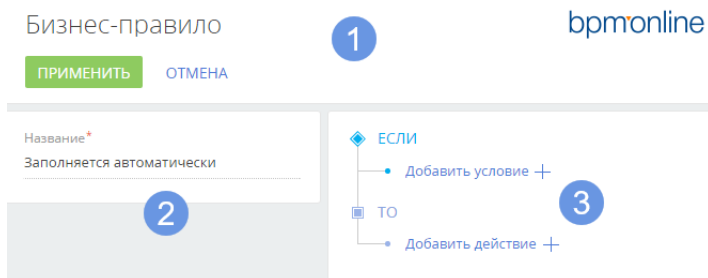 Бизнес-правило
bpm'online
1
ПРИМЕНИТЬ ОТМЕНА
Название*
Заполняется автоматически
2
ЕСЛИ
Добавить условие +
3
ТО
Добавить действие +